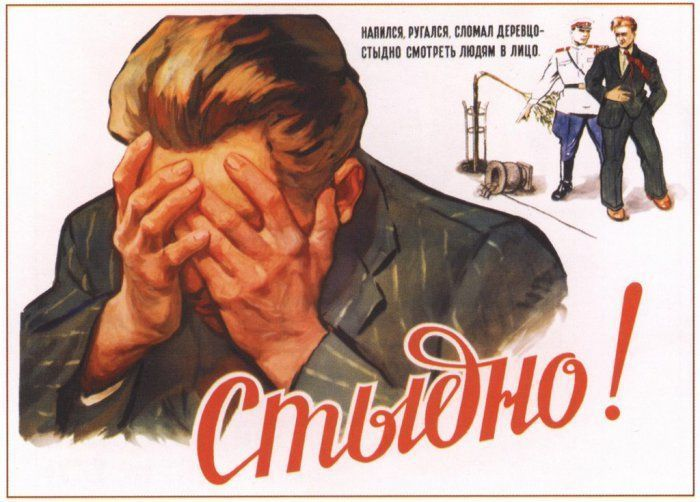 НАПИЛСЯ, РУГАЛСЯ, СЛОМАЛ ДЕРЕВЦО-
СТЫДНО СМОТРЕТЬ ЛЮДЯМ В ЛИЦО.
Стыдно!